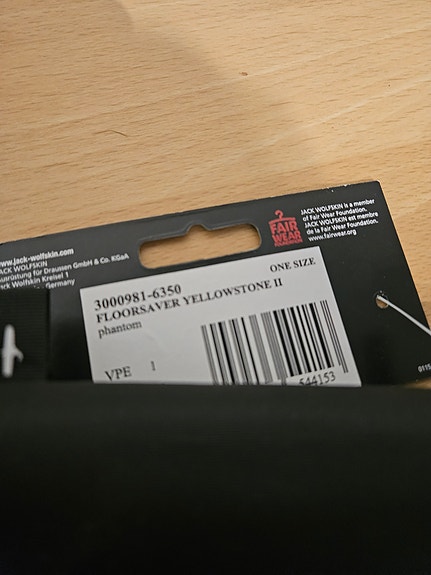 www.jack-wolfskin.com
JACK WOLFSKIN
Ausrüstung für Draussen GmbH & Co. KGaA
Jack Wolfskin Kreisel 1
Germany
FAIR
WEAR
JACK WOLFSKIN is a member
of Fair Wear Foundation.
JACK WOLFSKIN est membre
de la Fair Wear Foundation.
www.fairwear.org
ONE SIZE
3000981-6350
FLOORSAVER YELLOWSTONE II
phantom
VPE 1
544153
0115